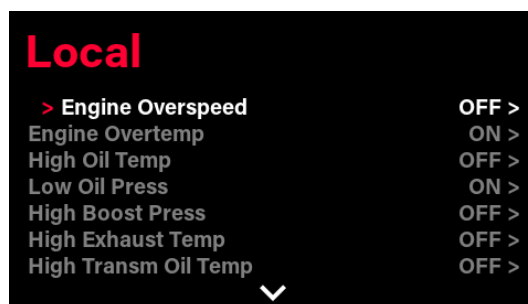 Local
> Engine Overspeed OFF >
Engine Overtemp ON >
High Oil Temp OFF >
Low Oil Press ON >
High Boost Press OFF >
High Exhaust Temp OFF >
High Transm Oil Temp OFF >